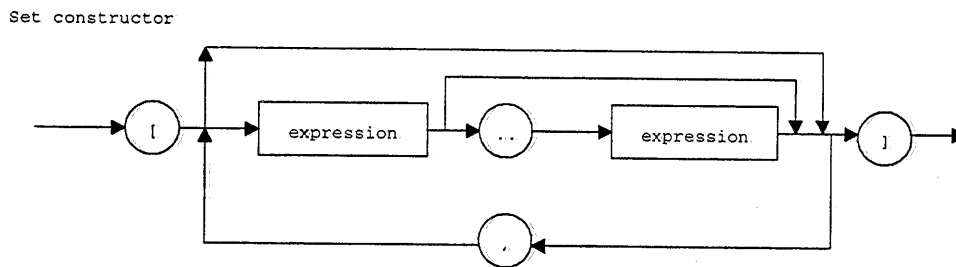 Set constructor
[ expression .. expression ]
,